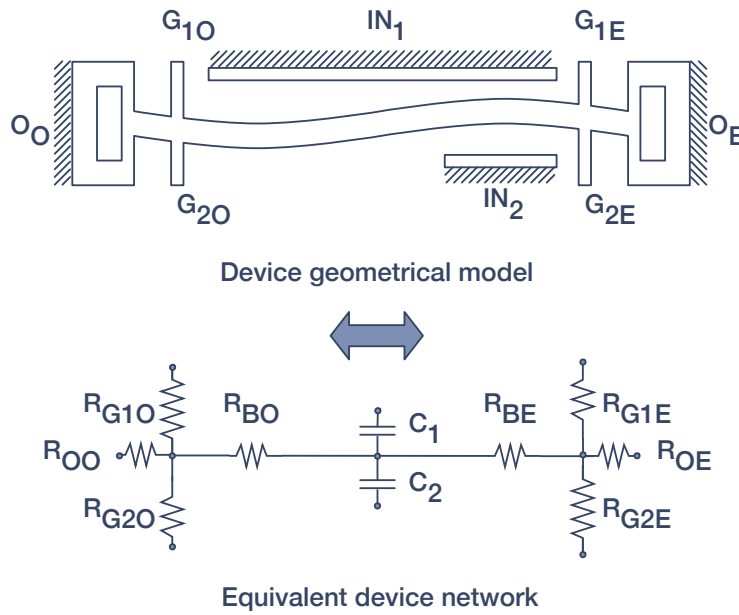 G1O
IN1
G1E
OO
OE
G2O
IN2
G2E
Device geometrical model
RG1O
RBO
C1
RBE
RG1E
ROO
ROE
C2
RG2O
RG2E
Equivalent device network